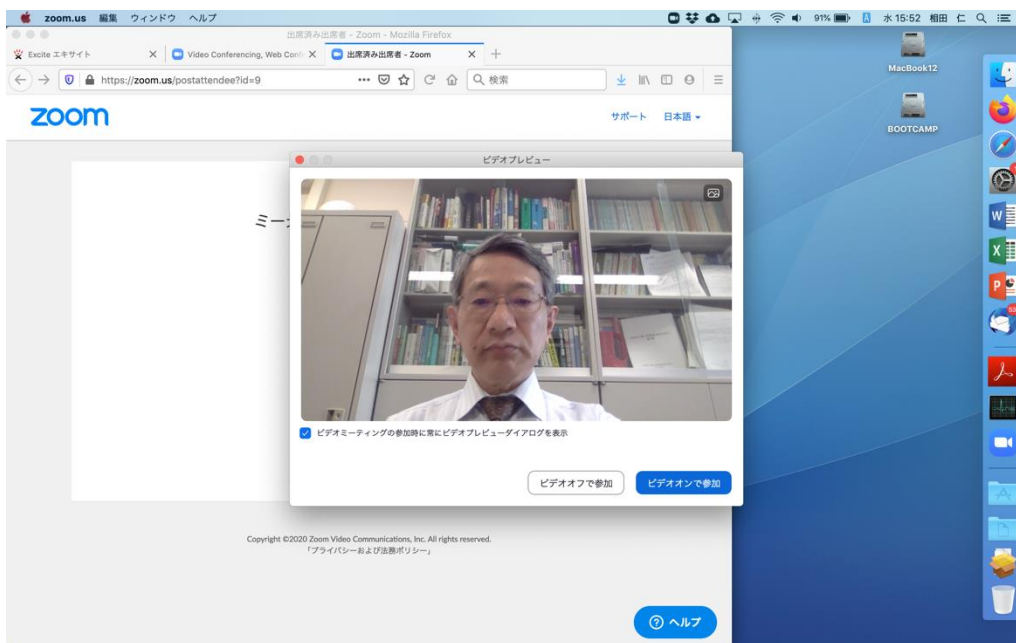 zoom.us 編集 ウィンドウ ヘルプ
91% A 水 15:52 相田 仁
出席済み出席者 - Zoom - Mozilla Firefox
Excite エキサイト
Video Conferencing, Web Conf
出席済み出席者 - Zoom
https://zoom.us/postattendee?id=9
検索
zoom
サポート 日本語
MacBook12
BOOTCAMP
ビデオプレビュー
ミー
ビデオミーティングの参加時に常にビデオプレビューダイアログを表示
ビデオオフで参加 ビデオオンで参加
Copyright ©2020 Zoom Video Communications, Inc. All rights reserved.
「プライバシーおよび法務ポリシー」
ヘルプ
W
X
P
53